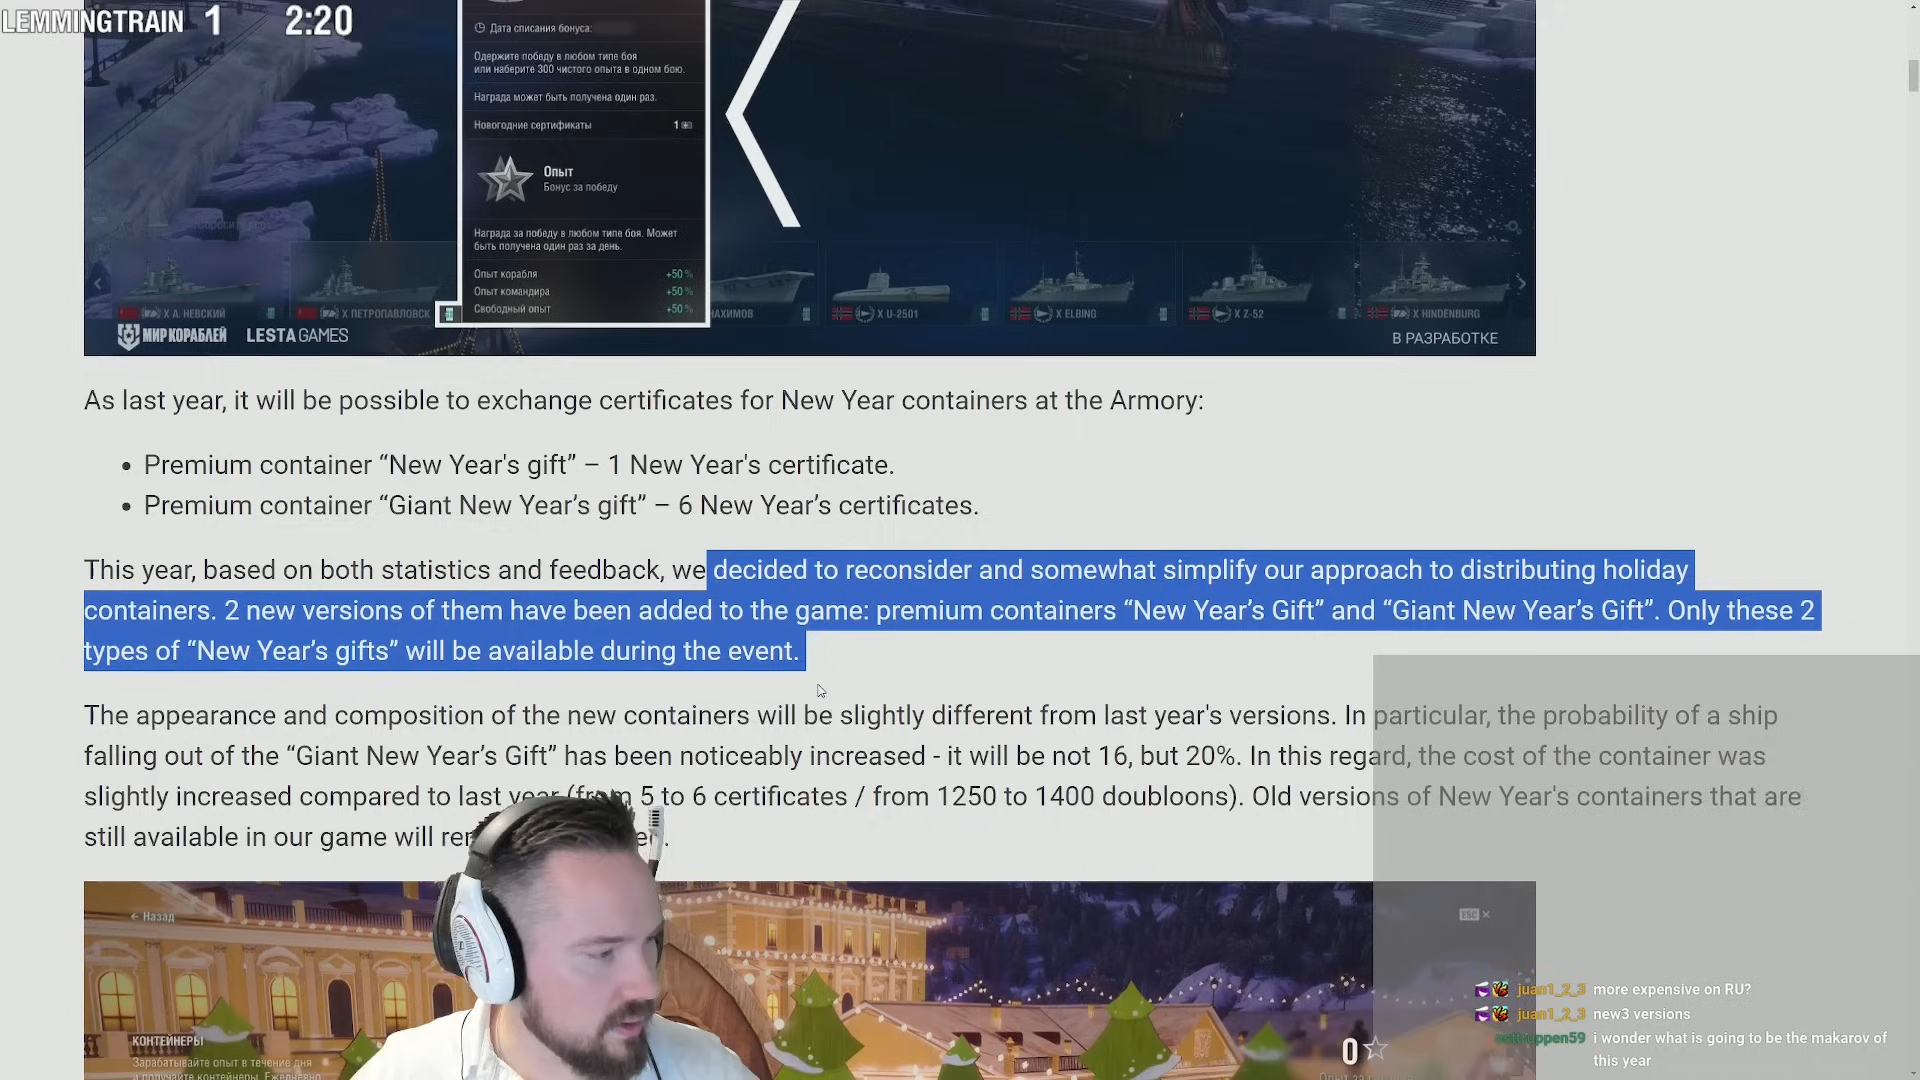 LEMMINGTRAIN 1 2:20
Дата списания бонуса:
Одержите победу в любом типе боя
или наберите 300 чистого опыта в одном бою.
Награда может быть получена один раз.
Новогодние сертификаты 1
Опыт
Бонус за победу
Награда за победу в любом типе боя. Может
быть получена один раз за день.
Опыт корабля +50 %
Опыт командира +50 %
Свободный опыт +50 %
X А. НЕВСКИЙ
X ПЕТРОПАВЛОВСК
X U-2501
X ELBING
X Z-52
X HINDENBURG
МИР КОРАБЛЕЙ LESTA GAMES
В РАЗРАБОТКЕ
As last year, it will be possible to exchange certificates for New Year containers at the Armory:
• Premium container “New Year's gift” – 1 New Year's certificate.
• Premium container “Giant New Year’s gift” – 6 New Year’s certificates.
This year, based on both statistics and feedback, we decided to reconsider and somewhat simplify our approach to distributing holiday
containers. 2 new versions of them have been added to the game: premium containers “New Year’s Gift” and “Giant New Year’s Gift”. Only these 2
types of “New Year’s gifts” will be available during the event.
The appearance and composition of the new containers will be slightly different from last year's versions. In particular, the probability of a ship
falling out of the “Giant New Year’s Gift” has been noticeably increased - it will be not 16, but 20%. In this regard, the cost of the container was
slightly increased compared to last year (from 5 to 6 certificates / from 1250 to 1400 doubloons). Old versions of New Year's containers that are
still available in our game will
← Назад
ESC ×
КОНТЕЙНЕРЫ
Зарабатывайте опыт в течение дня
0
juan1_2_3 more expensive on RU?
juan1_2_3 new3 versions
i wonder what is going to be the makarov of
this year